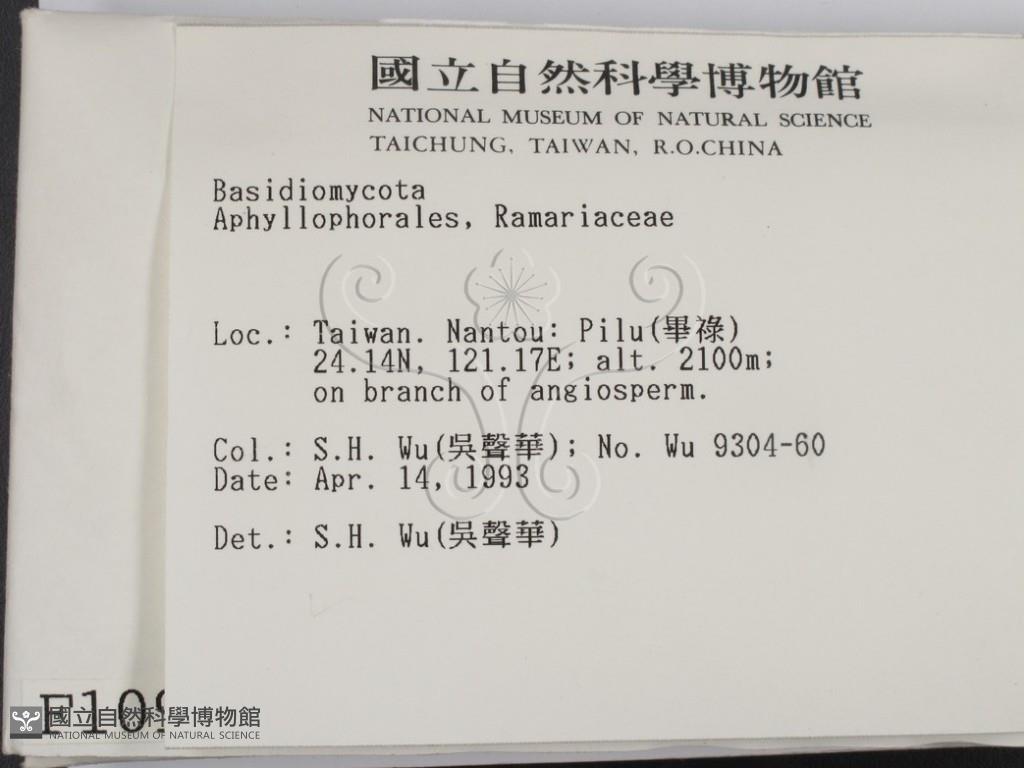 國立自然科學博物館
NATIONAL MUSEUM OF NATURAL SCIENCE
TAICHUNG, TAIWAN, R.O.CHINA
Basidiomycota
Aphyllophorales, Ramariaceae
Loc.: Taiwan. Nantou: Pilu(畢祿)
24.14N, 121.17E; alt. 2100m;
on branch of angiosperm.
Col.: S.H. Wu(吳聲華); No. Wu 9304-60
Date: Apr. 14, 1993
Det.: S.H. Wu(吳聲華)
國立自然科學博物館
NATIONAL MUSEUM OF NATURAL SCIENCE